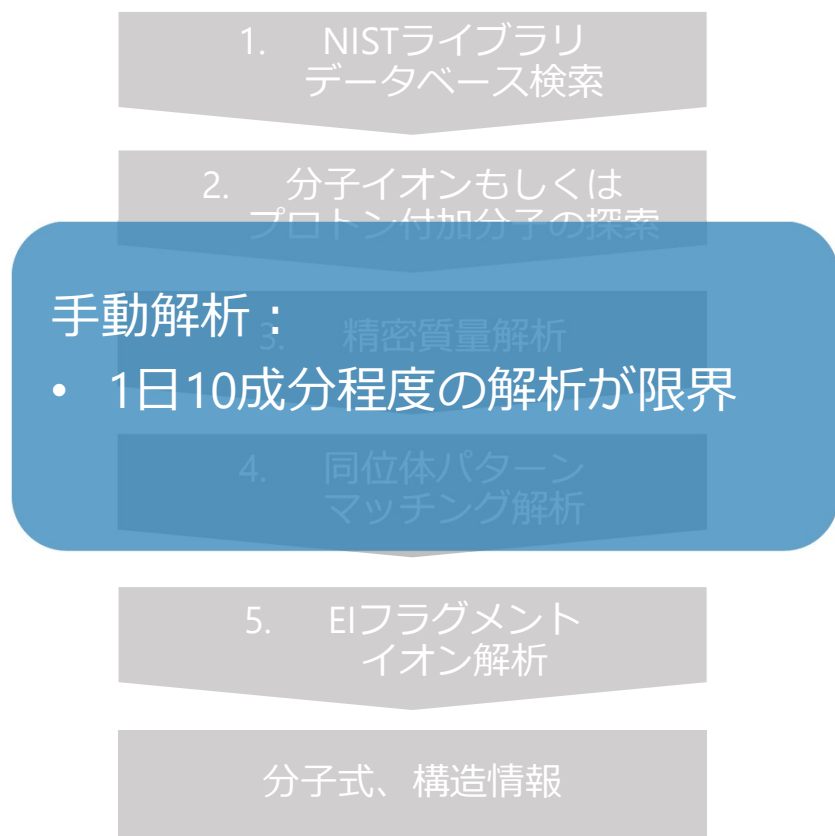 1. NISTライブラリ
データベース検索
2. 分子イオンもしくは
プロトン付加分子の探索
手動解析：
3. 精密質量解析
• 1日10成分程度の解析が限界
4. 同位体パターン
マッチング解析
5. EIフラグメント
イオン解析
分子式、構造情報